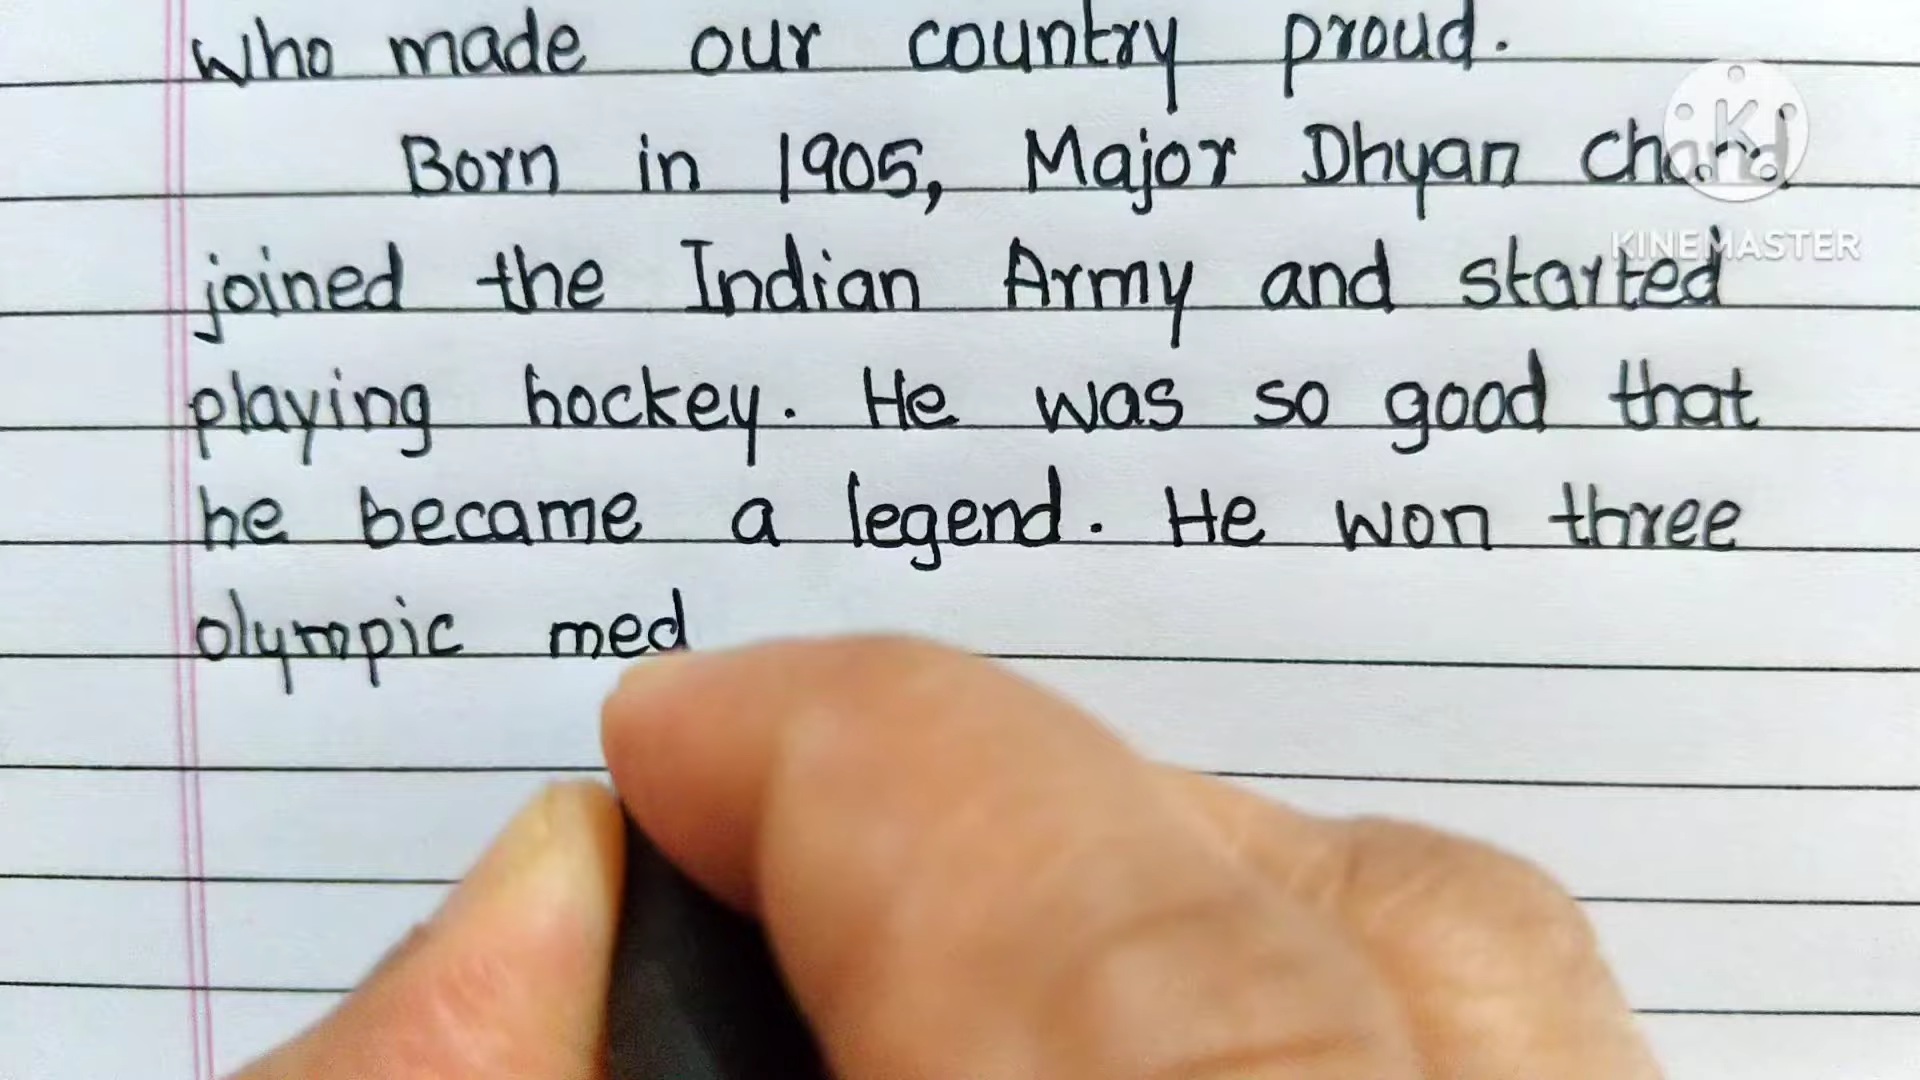 who made our country proud.
Born in 1905, Major Dhyan Chand
KINEMASTER
joined the Indian Army and started
playing hockey. He was so good that
he became a legend. He won three
olympic med